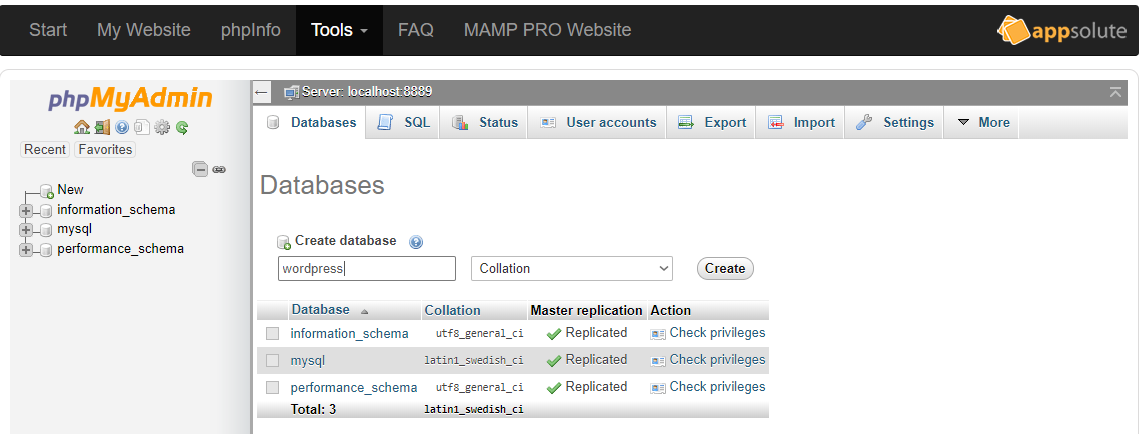 Start My Website phpInfo Tools FAQ MAMP PRO Website appsolute
phpMyAdmin
Recent Favorites
New
information_schema
mysql
performance_schema
Server: localhost:8889
Databases SQL Status User accounts Export Import Settings More
Databases
Create database
wordpress Collation Create
Database Collation Master replication Action
information_schema utf8_general_ci Replicated Check privileges
mysql latin1_swedish_ci Replicated Check privileges
performance_schema utf8_general_ci Replicated Check privileges
Total: 3 latin1_swedish_ci